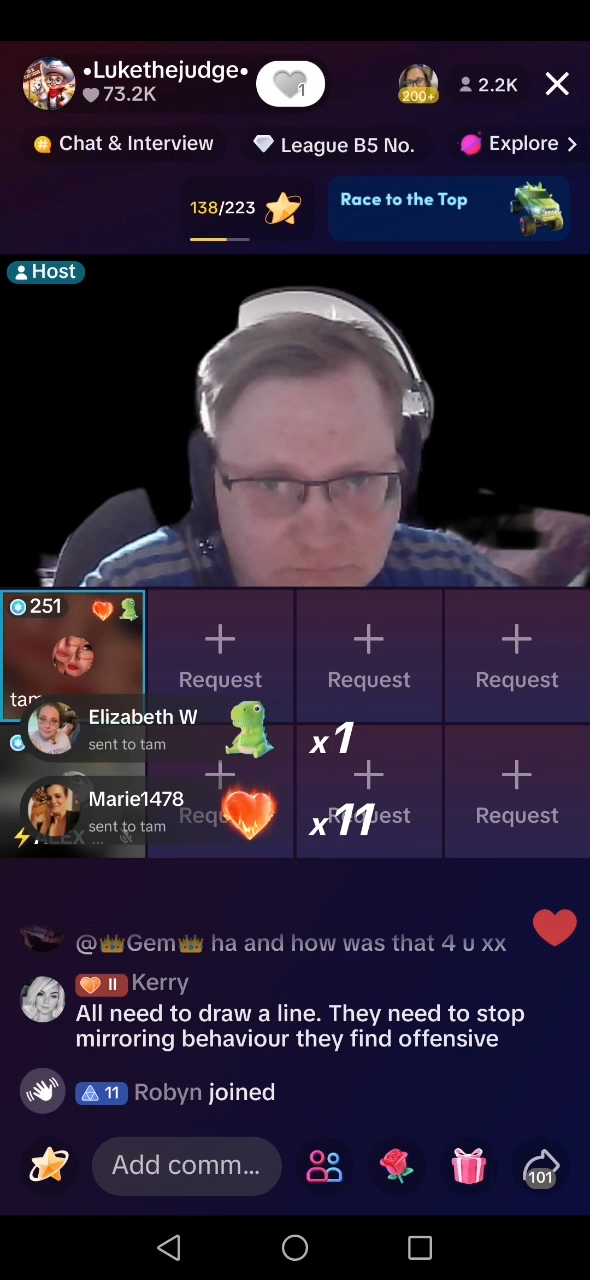 •Lukethejudge•
73.2K
1
200+
2.2K
Chat & Interview
League B5 No.
Explore
138/223
Race to the Top
Host
251
Request
Request
Request
tam
Elizabeth W
sent to tam
x1
Marie1478
sent to tam
x11
Request
Request
@👑Gem👑 ha and how was that 4 u xx
II Kerry
All need to draw a line. They need to stop
mirroring behaviour they find offensive
11 Robyn joined
Add comm...
101